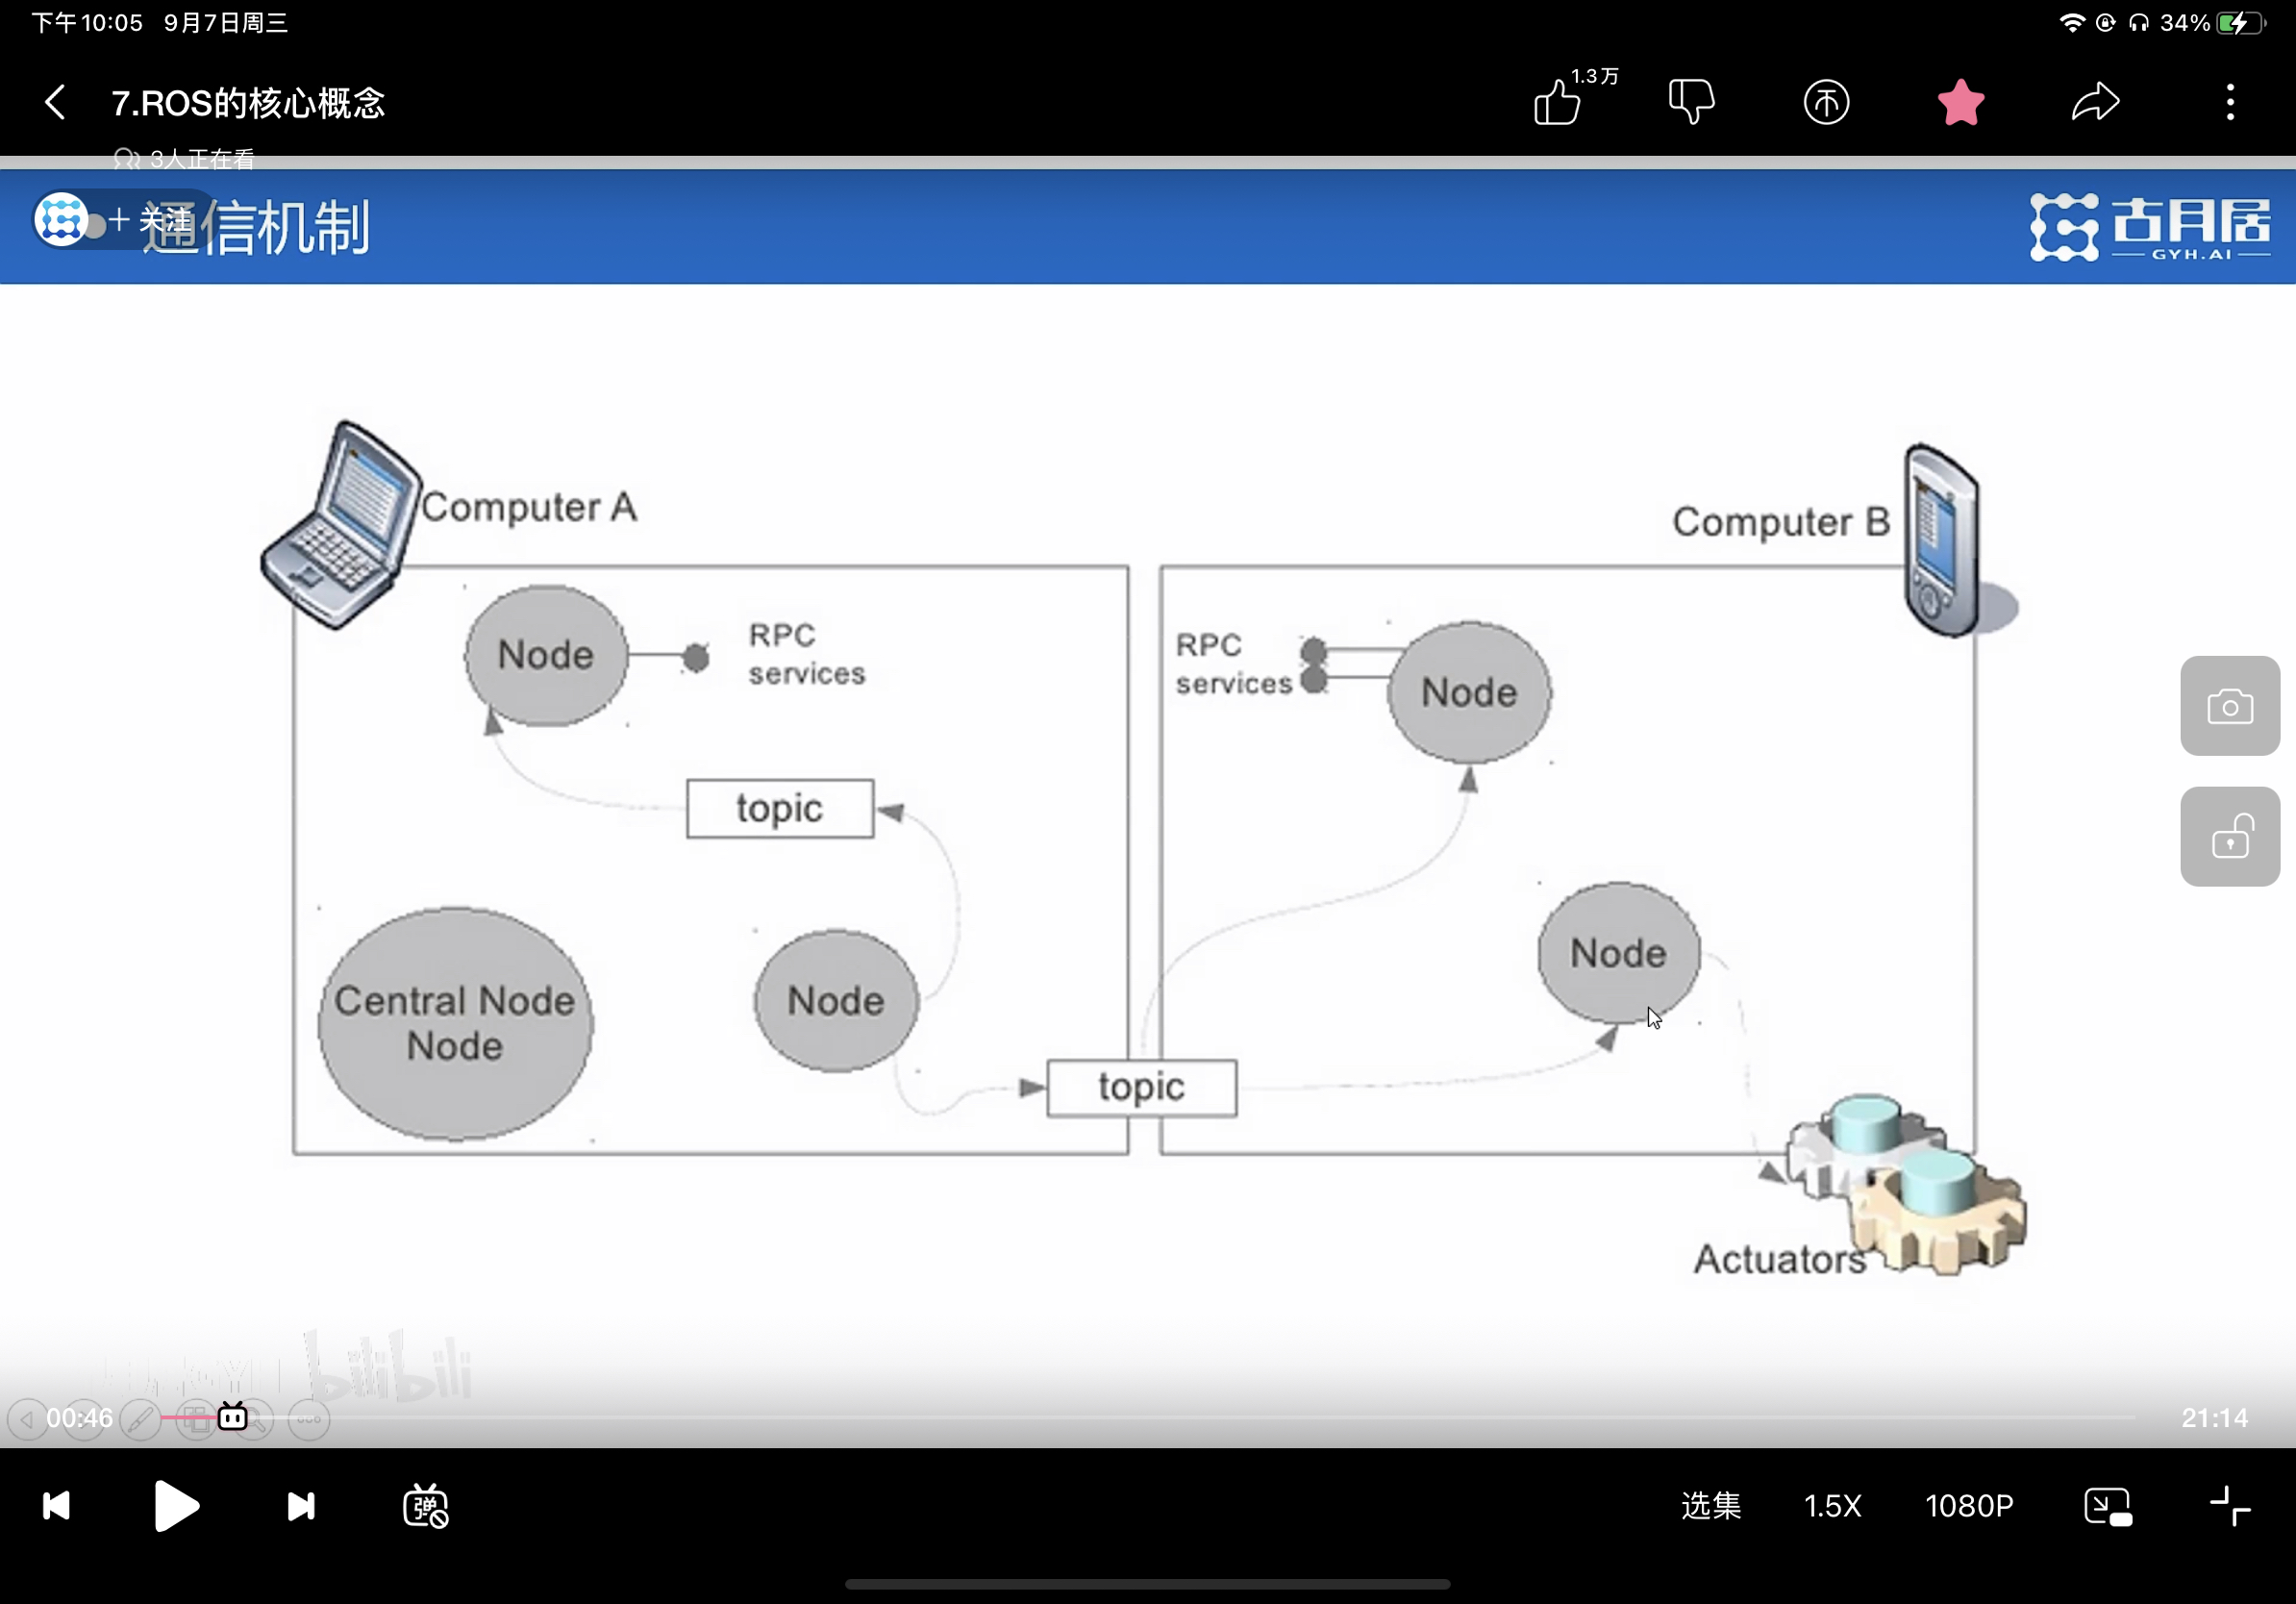 下午10:05 9月7日周三
34%
7.ROS的核心概念
1.3万
3人正在看
+ 关注
通信机制
古月居
GYH.AI
Computer A
Computer B
Node
RPC
services
RPC
services
Node
topic
Node
Central Node
Node
Node
topic
Actuators
bilibili
00:46
21:14
弹
选集
1.5X
1080P